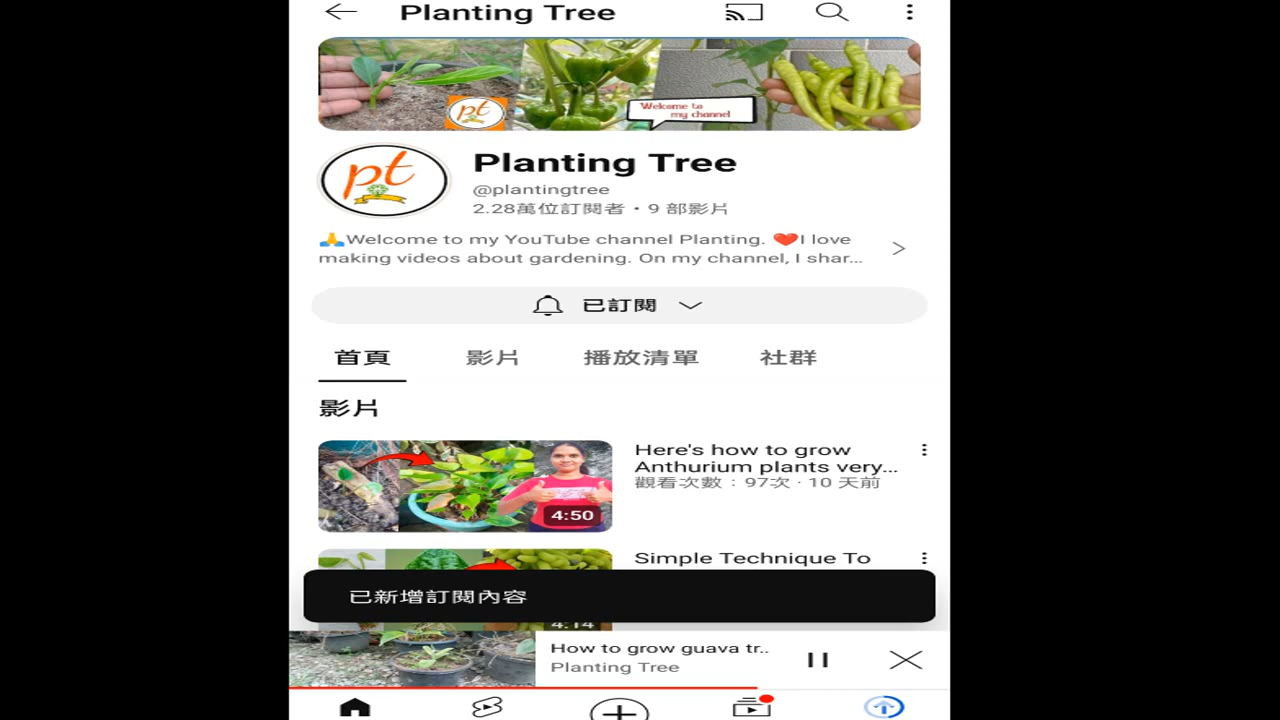 Planting Tree
pt
Welcome to
my channel
pt
Planting Tree
@plantingtree
2.28萬位訂閱者・9 部影片
🙏Welcome to my YouTube channel Planting. ❤️I love
making videos about gardening. On my channel, I shar...
已訂閱
首頁 影片 播放清單 社群
影片
Here's how to grow
Anthurium plants very...
觀看次數：97次 · 10 天前
4:50
Simple Technique To
已新增訂閱內容
4:14
How to grow guava tr..
Planting Tree